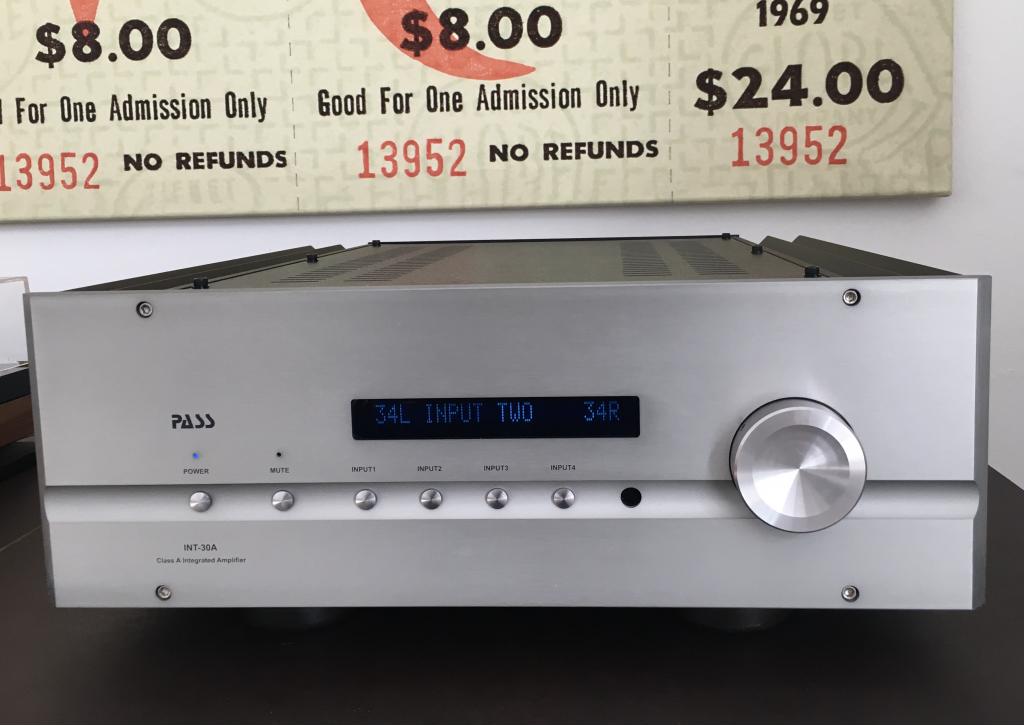 $8.00
$8.00
1969
$24.00
For One Admission Only
Good For One Admission Only
13952 NO REFUNDS
13952 NO REFUNDS
13952
PASS
34L INPUT TWO 34R
POWER
MUTE
INPUT1
INPUT2
INPUT3
INPUT4
INT-30A
Class A Integrated Amplifier